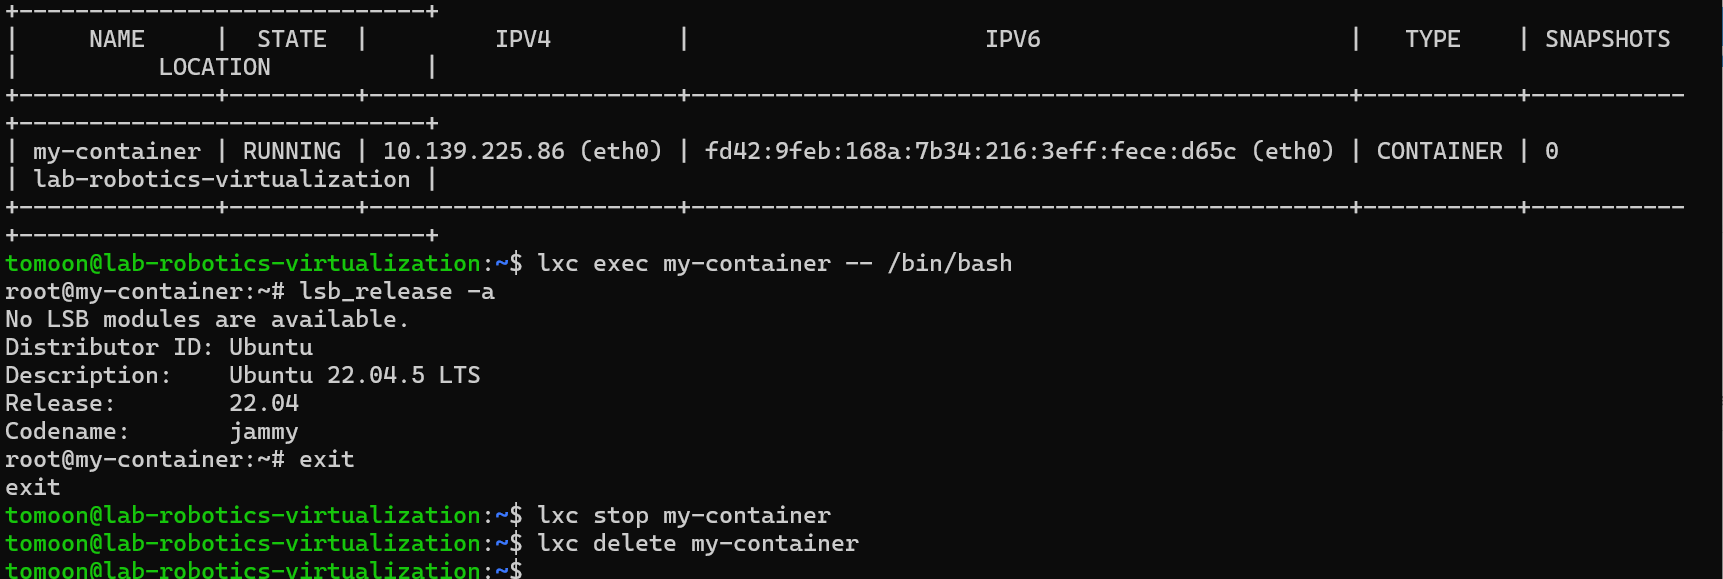 +-----------------------------+
|     NAME     |  STATE  |         IPV4         |                     IPV6                      |   TYPE    | SNAPSHOTS
|          LOCATION           |
+--------------+---------+----------------------+-----------------------------------------------+-----------+-----------
+-----------------------------+
| my-container | RUNNING | 10.139.225.86 (eth0) | fd42:9feb:168a:7b34:216:3eff:fece:d65c (eth0) | CONTAINER | 0
| lab-robotics-virtualization |
+--------------+---------+----------------------+-----------------------------------------------+-----------+-----------
+-----------------------------+
tomoon@lab-robotics-virtualization:~$ lxc exec my-container -- /bin/bash
root@my-container:~# lsb_release -a
No LSB modules are available.
Distributor ID: Ubuntu
Description:    Ubuntu 22.04.5 LTS
Release:        22.04
Codename:       jammy
root@my-container:~# exit
exit
tomoon@lab-robotics-virtualization:~$ lxc stop my-container
tomoon@lab-robotics-virtualization:~$ lxc delete my-container
tomoon@lab-robotics-virtualization:~$